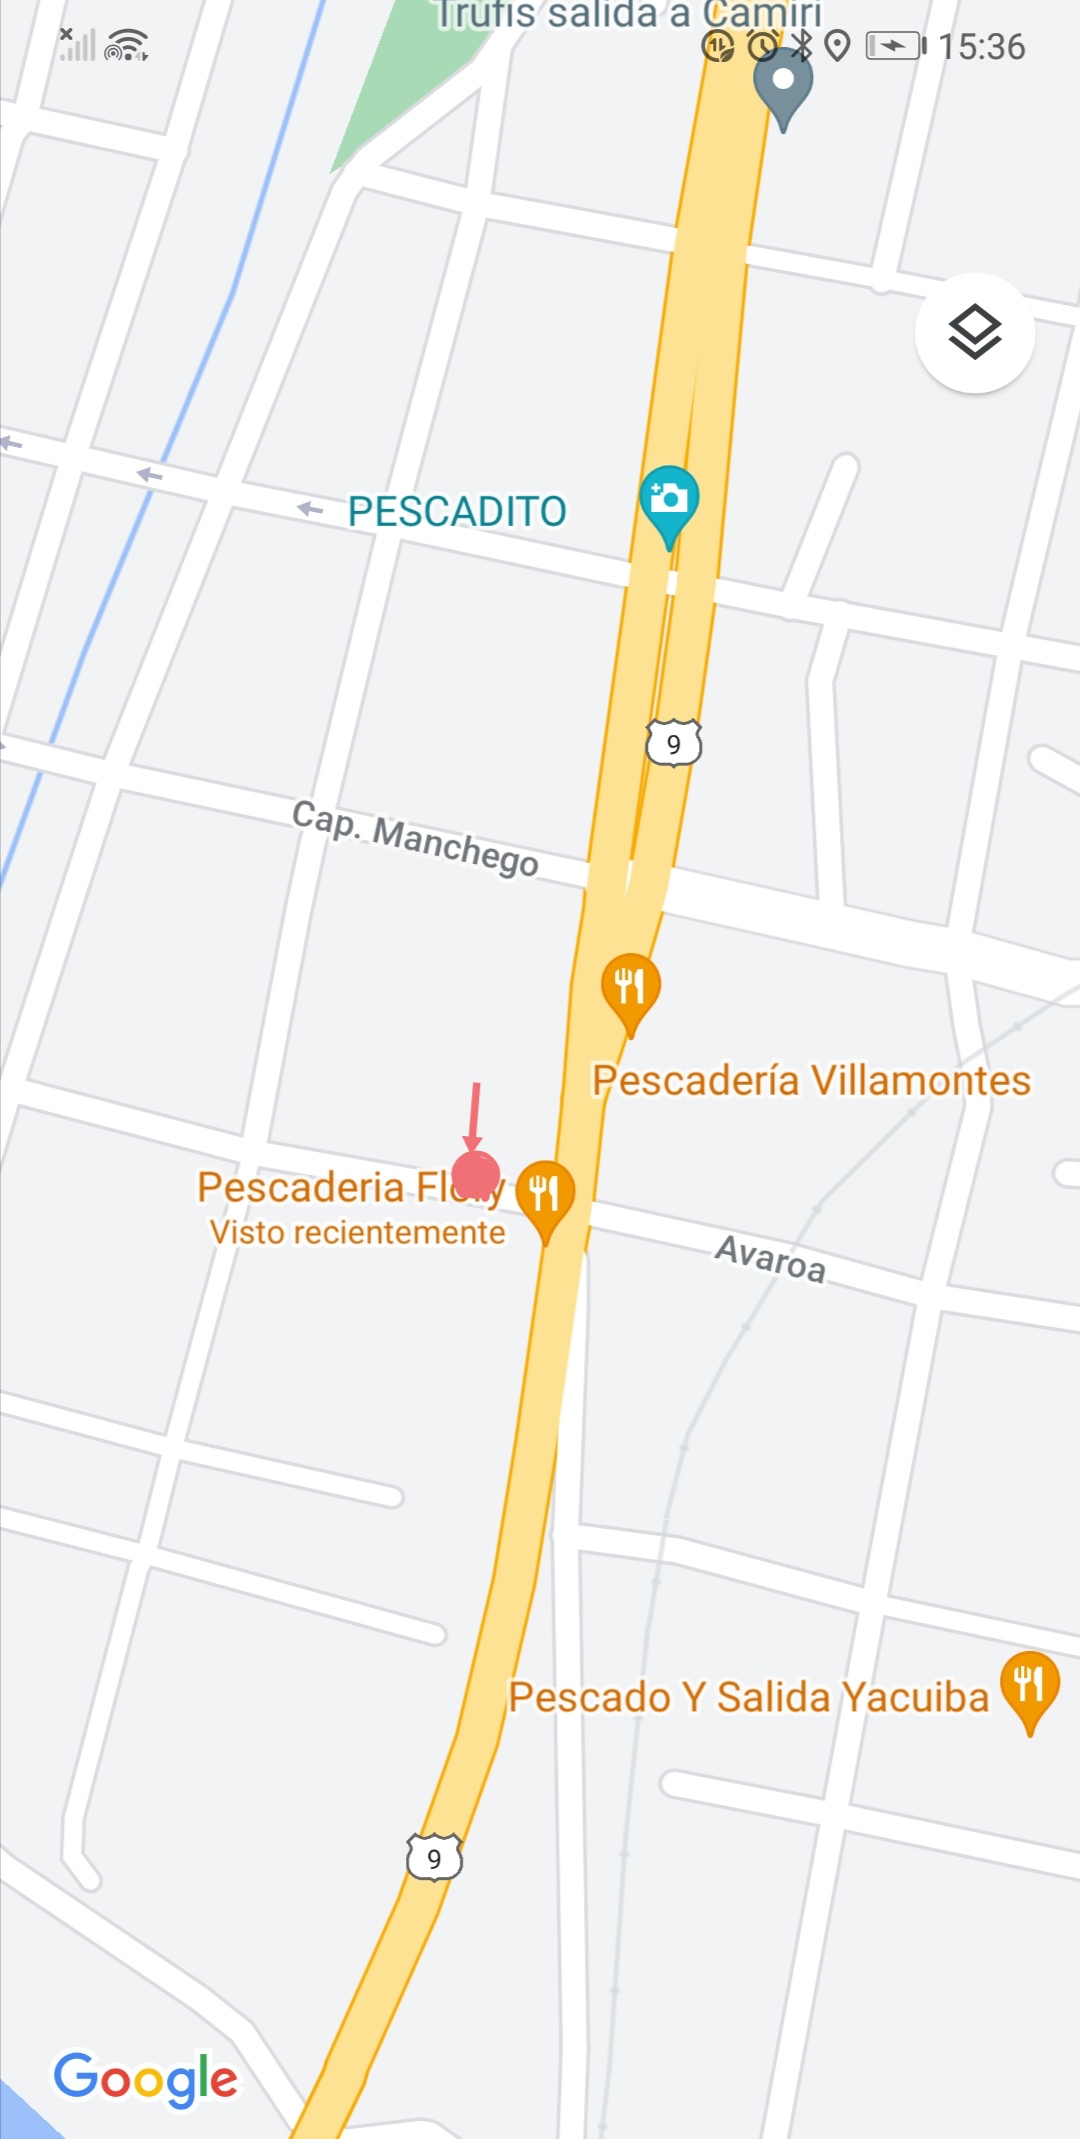 Trufis salida a Camiri
15:36
PESCADITO
9
Cap. Manchego
Pescadería Villamontes
Pescaderia
Visto recientemente
Avaroa
Pescado Y Salida Yacuiba
9
Google